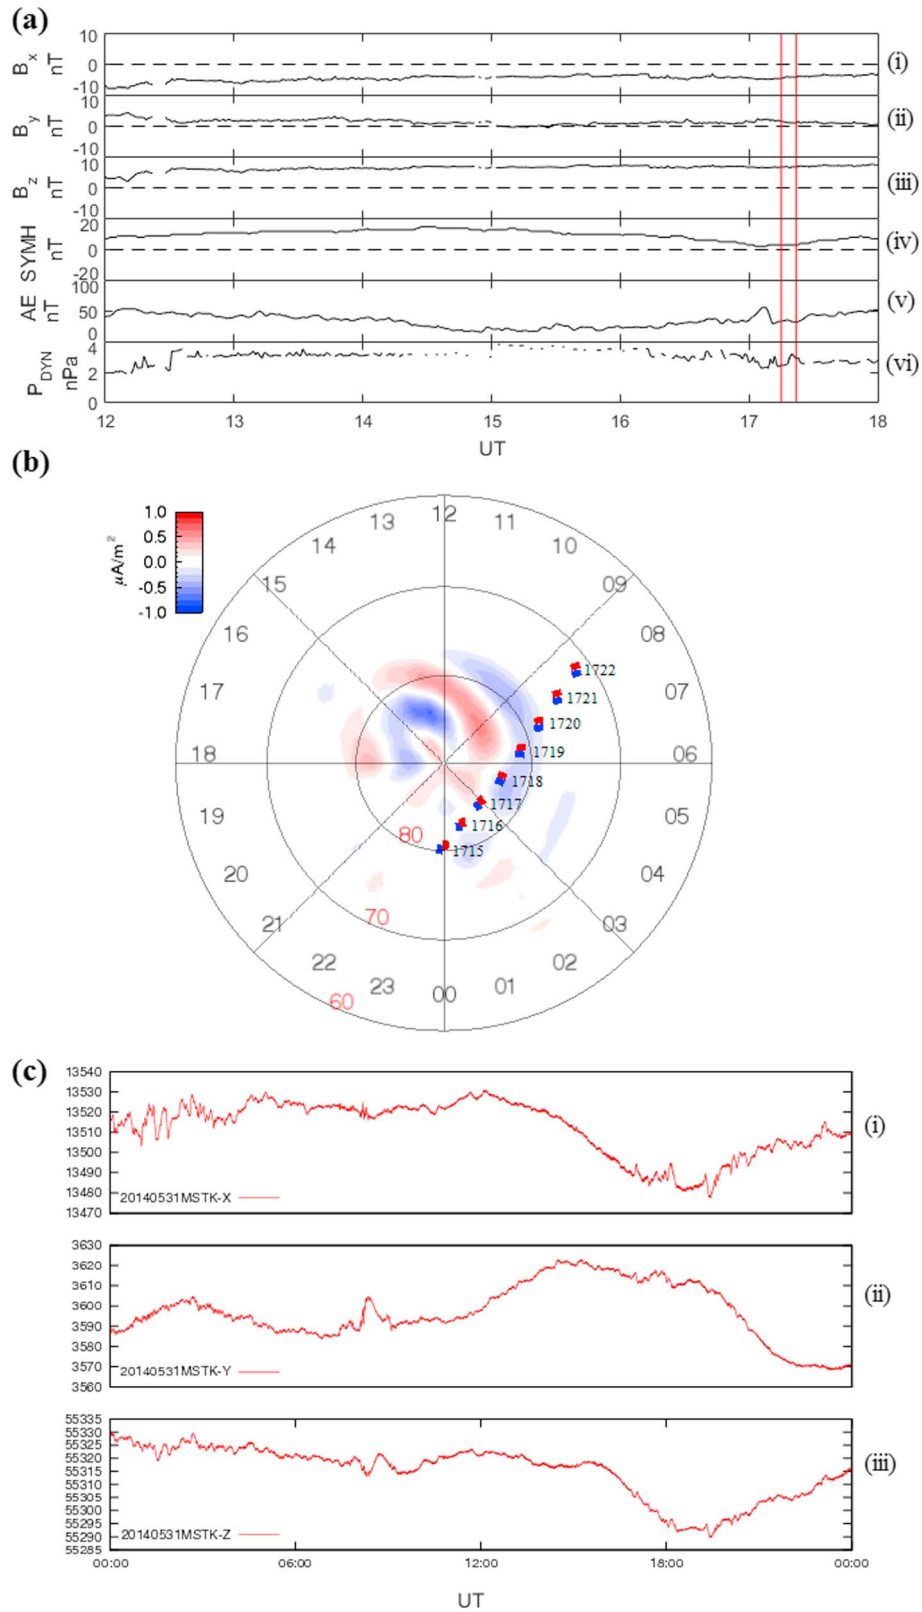 (a)
10
0
-10
B x
nT
(i)
10
0
-10
B y
nT
(ii)
10
0
-10
B z
nT
(iii)
20
0
-20
SYMH
nT
(iv)
100
50
0
AE
nT
(v)
4
2
0
P DYN
nPa
(vi)
12 13 14 15 16 17 18
UT
(b)
1.0
0.5
0.0
-0.5
-1.0
μA/m²
12
13 11
14 10
15 09
16 08
17 07
18 06
19 05
20 04
21 03
22 02
23 00 01
80
70
60
1722
1721
1720
1719
1718
1717
1716
1715
(c)
13540
13530
13520
13510
13500
13490
13480
13470
20140531MSTK-X
(i)
3630
3620
3610
3600
3590
3580
3570
3560
20140531MSTK-Y
(ii)
55335
55330
55325
55320
55315
55310
55305
55300
55295
55290
55285
20140531MSTK-Z
(iii)
00:00 06:00 12:00 18:00 00:00
UT